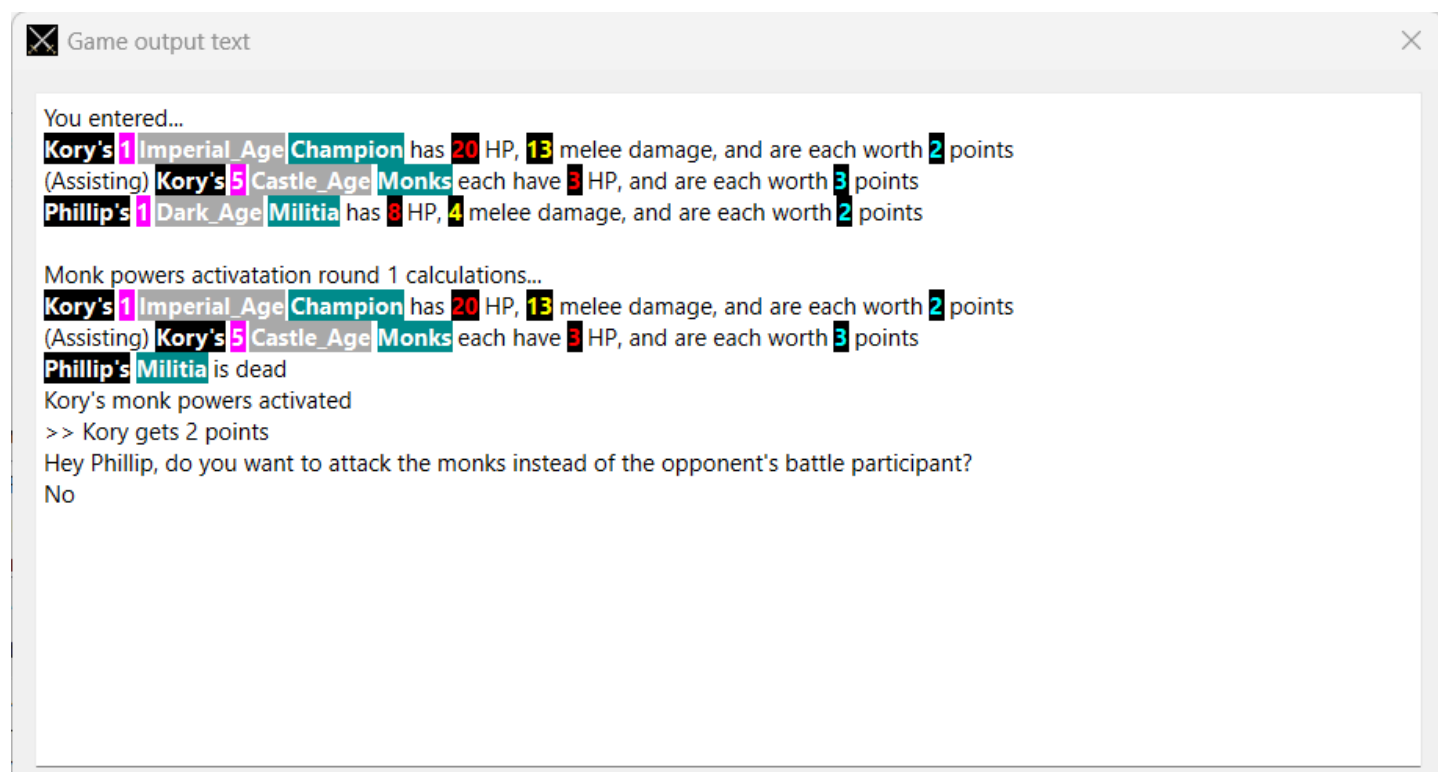 Game output text
You entered...
Kory's 1 Imperial_Age Champion has 20 HP, 13 melee damage, and are each worth 2 points
(Assisting) Kory's 5 Castle_Age Monks each have 3 HP, and are each worth 3 points
Phillip's 1 Dark_Age Militia has 8 HP, 4 melee damage, and are each worth 2 points
Monk powers activatation round 1 calculations...
Kory's 1 Imperial_Age Champion has 20 HP, 13 melee damage, and are each worth 2 points
(Assisting) Kory's 5 Castle_Age Monks each have 3 HP, and are each worth 3 points
Phillip's Militia is dead
Kory's monk powers activated
>> Kory gets 2 points
Hey Phillip, do you want to attack the monks instead of the opponent's battle participant?
No